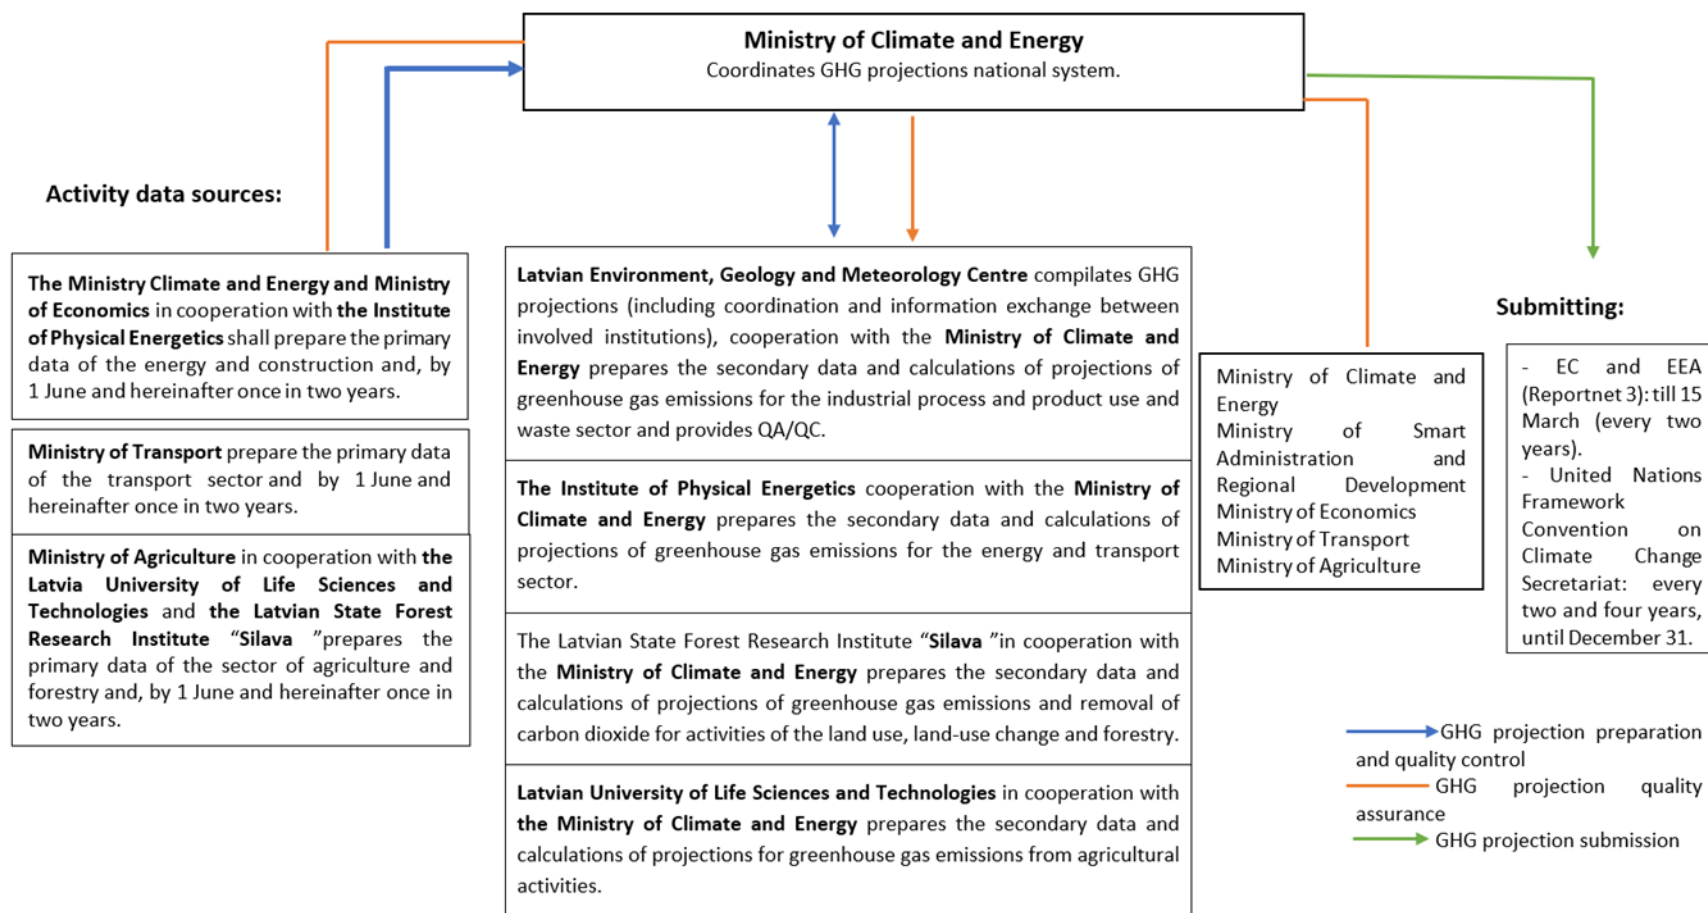 Ministry of Climate and Energy
Coordinates GHG projections national system.
Activity data sources:
The Ministry Climate and Energy and Ministry
of Economics in cooperation with the Institute
of Physical Energetics shall prepare the primary
data of the energy and construction and, by
1 June and hereinafter once in two years.
Ministry of Transport prepare the primary data
of the transport sector and by 1 June and
hereinafter once in two years.
Ministry of Agriculture in cooperation with the
Latvia University of Life Sciences and
Technologies and the Latvian State Forest
Research Institute “Silava ”prepares the
primary data of the sector of agriculture and
forestry and, by 1 June and hereinafter once in
two years.
Latvian Environment, Geology and Meteorology Centre compilates GHG
projections (including coordination and information exchange between
involved institutions), cooperation with the Ministry of Climate and
Energy prepares the secondary data and calculations of projections of
greenhouse gas emissions for the industrial process and product use and
waste sector and provides QA/QC.
The Institute of Physical Energetics cooperation with the Ministry of
Climate and Energy prepares the secondary data and calculations of
projections of greenhouse gas emissions for the energy and transport
sector.
The Latvian State Forest Research Institute “Silava ”in cooperation with
the Ministry of Climate and Energy prepares the secondary data and
calculations of projections of greenhouse gas emissions and removal of
carbon dioxide for activities of the land use, land-use change and forestry.
Latvian University of Life Sciences and Technologies in cooperation with
the Ministry of Climate and Energy prepares the secondary data and
calculations of projections for greenhouse gas emissions from agricultural
activities.
Ministry of Climate and
Energy
Ministry of Smart
Administration and
Regional Development
Ministry of Economics
Ministry of Transport
Ministry of Agriculture
Submitting:
- EC and EEA
(Reportnet 3): till 15
March (every two
years).
- United Nations
Framework
Convention on
Climate Change
Secretariat: every
two and four years,
until December 31.
GHG projection preparation
and quality control
GHG projection quality
assurance
GHG projection submission